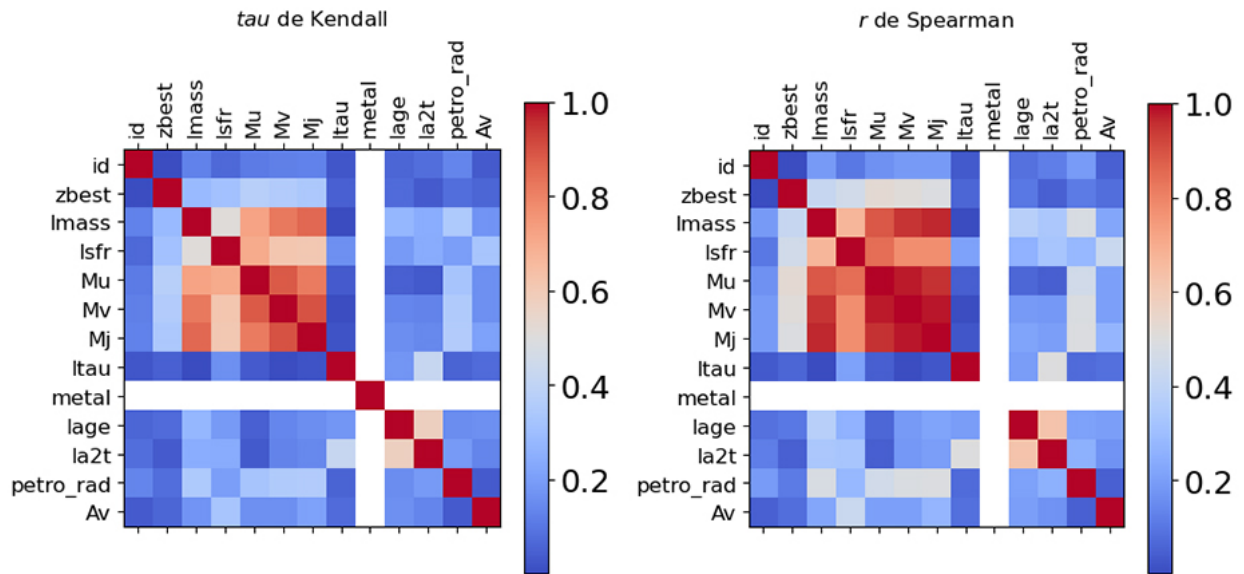 tau de Kendall
id
zbest
lmass
lsfr
Mu
Mv
Mj
ltau
metal
lage
la2t
petro_rad
Av
id
zbest
lmass
lsfr
Mu
Mv
Mj
ltau
metal
lage
la2t
petro_rad
Av
1.0
0.8
0.6
0.4
0.2
r de Spearman
id
zbest
lmass
lsfr
Mu
Mv
Mj
ltau
metal
lage
la2t
petro_rad
Av
id
zbest
lmass
lsfr
Mu
Mv
Mj
ltau
metal
lage
la2t
petro_rad
Av
1.0
0.8
0.6
0.4
0.2